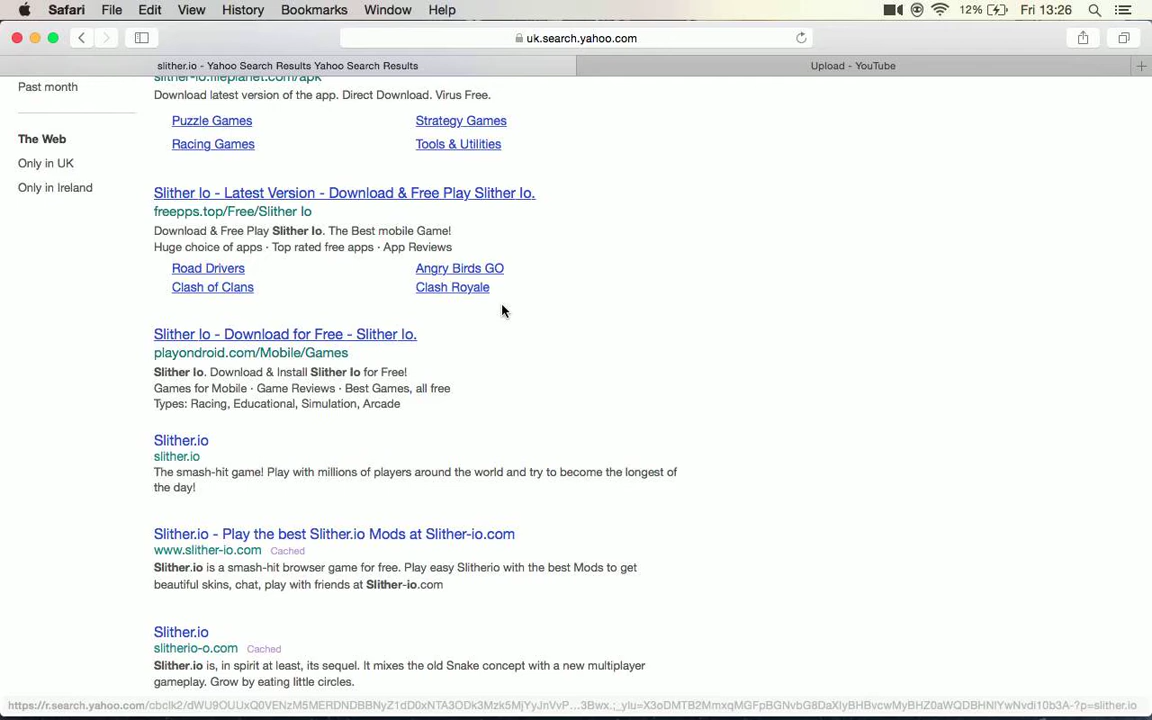 Safari File Edit View History Bookmarks Window Help 12% Fri 13:26
uk.search.yahoo.com
slither.io - Yahoo Search Results Yahoo Search Results Upload - YouTube
slither-io.fileplanet.com/apk
Past month
Download latest version of the app. Direct Download. Virus Free.
Puzzle Games Strategy Games
The Web
Racing Games Tools & Utilities
Only in UK
Only in Ireland
Slither Io - Latest Version - Download & Free Play Slither Io.
freepps.top/Free/Slither Io
Download & Free Play Slither Io. The Best mobile Game!
Huge choice of apps · Top rated free apps · App Reviews
Road Drivers Angry Birds GO
Clash of Clans Clash Royale
Slither Io - Download for Free - Slither Io.
playondroid.com/Mobile/Games
Slither Io. Download & Install Slither Io for Free!
Games for Mobile · Game Reviews · Best Games, all free
Types: Racing, Educational, Simulation, Arcade
Slither.io
slither.io
The smash-hit game! Play with millions of players around the world and try to become the longest of
the day!
Slither.io - Play the best Slither.io Mods at Slither-io.com
www.slither-io.com Cached
Slither.io is a smash-hit browser game for free. Play easy Slitherio with the best Mods to get
beautiful skins, chat, play with friends at Slither-io.com
Slither.io
slitherio-o.com Cached
Slither.io is, in spirit at least, its sequel. It mixes the old Snake concept with a new multiplayer
gameplay. Grow by eating little circles.